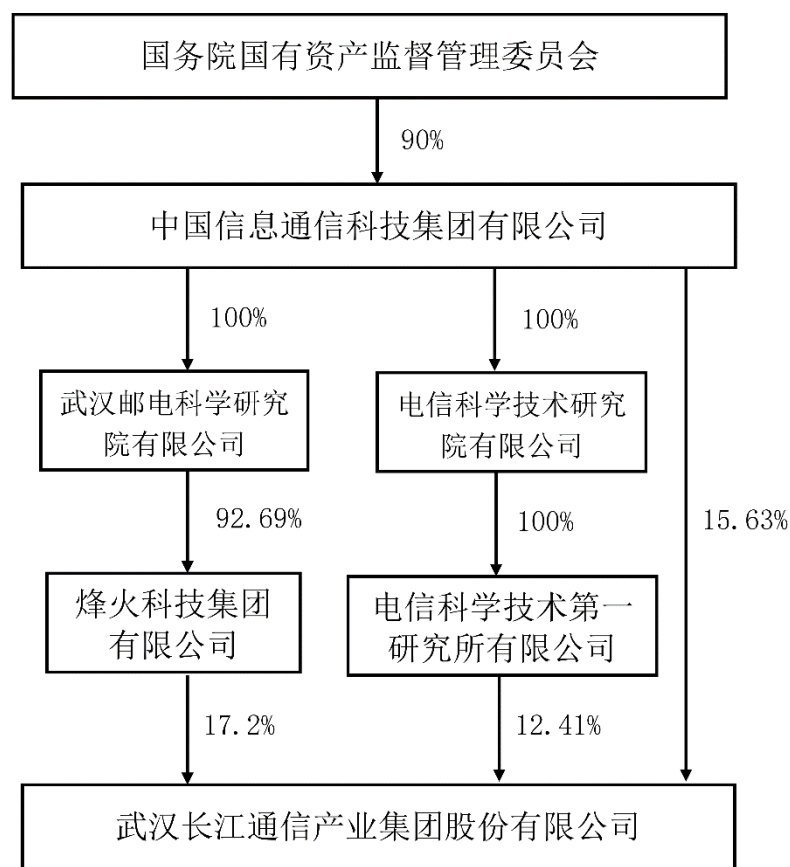 国务院国有资产监督管理委员会
90%
中国信息通信科技集团有限公司
100%
100%
武汉邮电科学研究
院有限公司
电信科学技术研究
院有限公司
92.69%
100%
15.63%
烽火科技集团
有限公司
电信科学技术第一
研究所有限公司
17.2%
12.41%
武汉长江通信产业集团股份有限公司